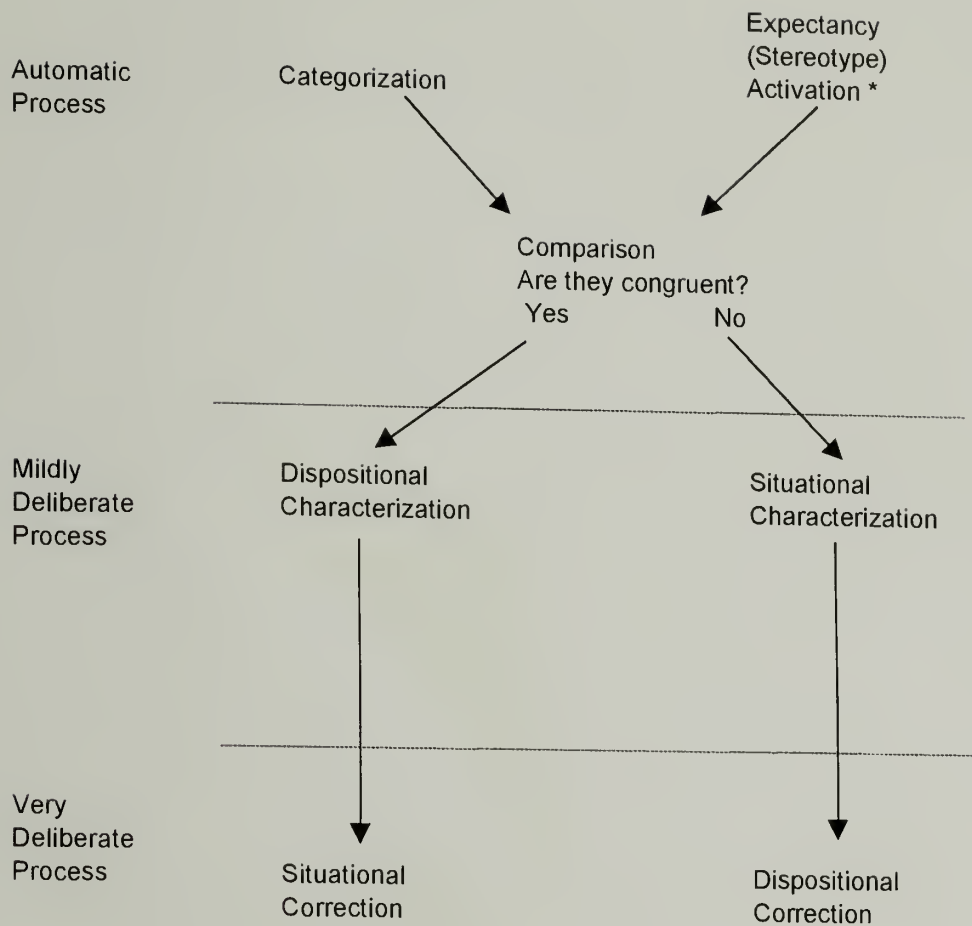 Automatic
Process
Categorization
Expectancy
(Stereotype)
Activation *
Comparison
Are they congruent?
Yes No
Mildly
Deliberate
Process
Dispositional
Characterization
Situational
Characterization
Very
Deliberate
Process
Situational
Correction
Dispositional
Correction